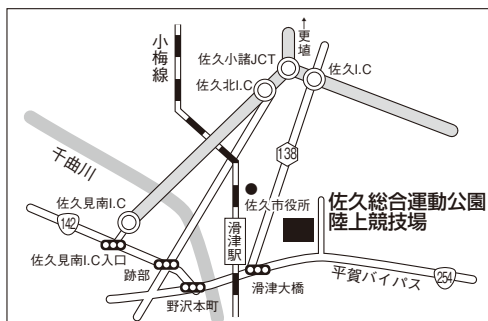 ↑更埴
小梅線
佐久小諸JCT
佐久I.C
佐久北I.C
138
千曲川
佐久市役所
佐久総合運動公園
陸上競技場
佐久見南I.C
142
滑津駅
佐久見南I.C入口
跡部
野沢本町
滑津大橋
平賀バイパス
254